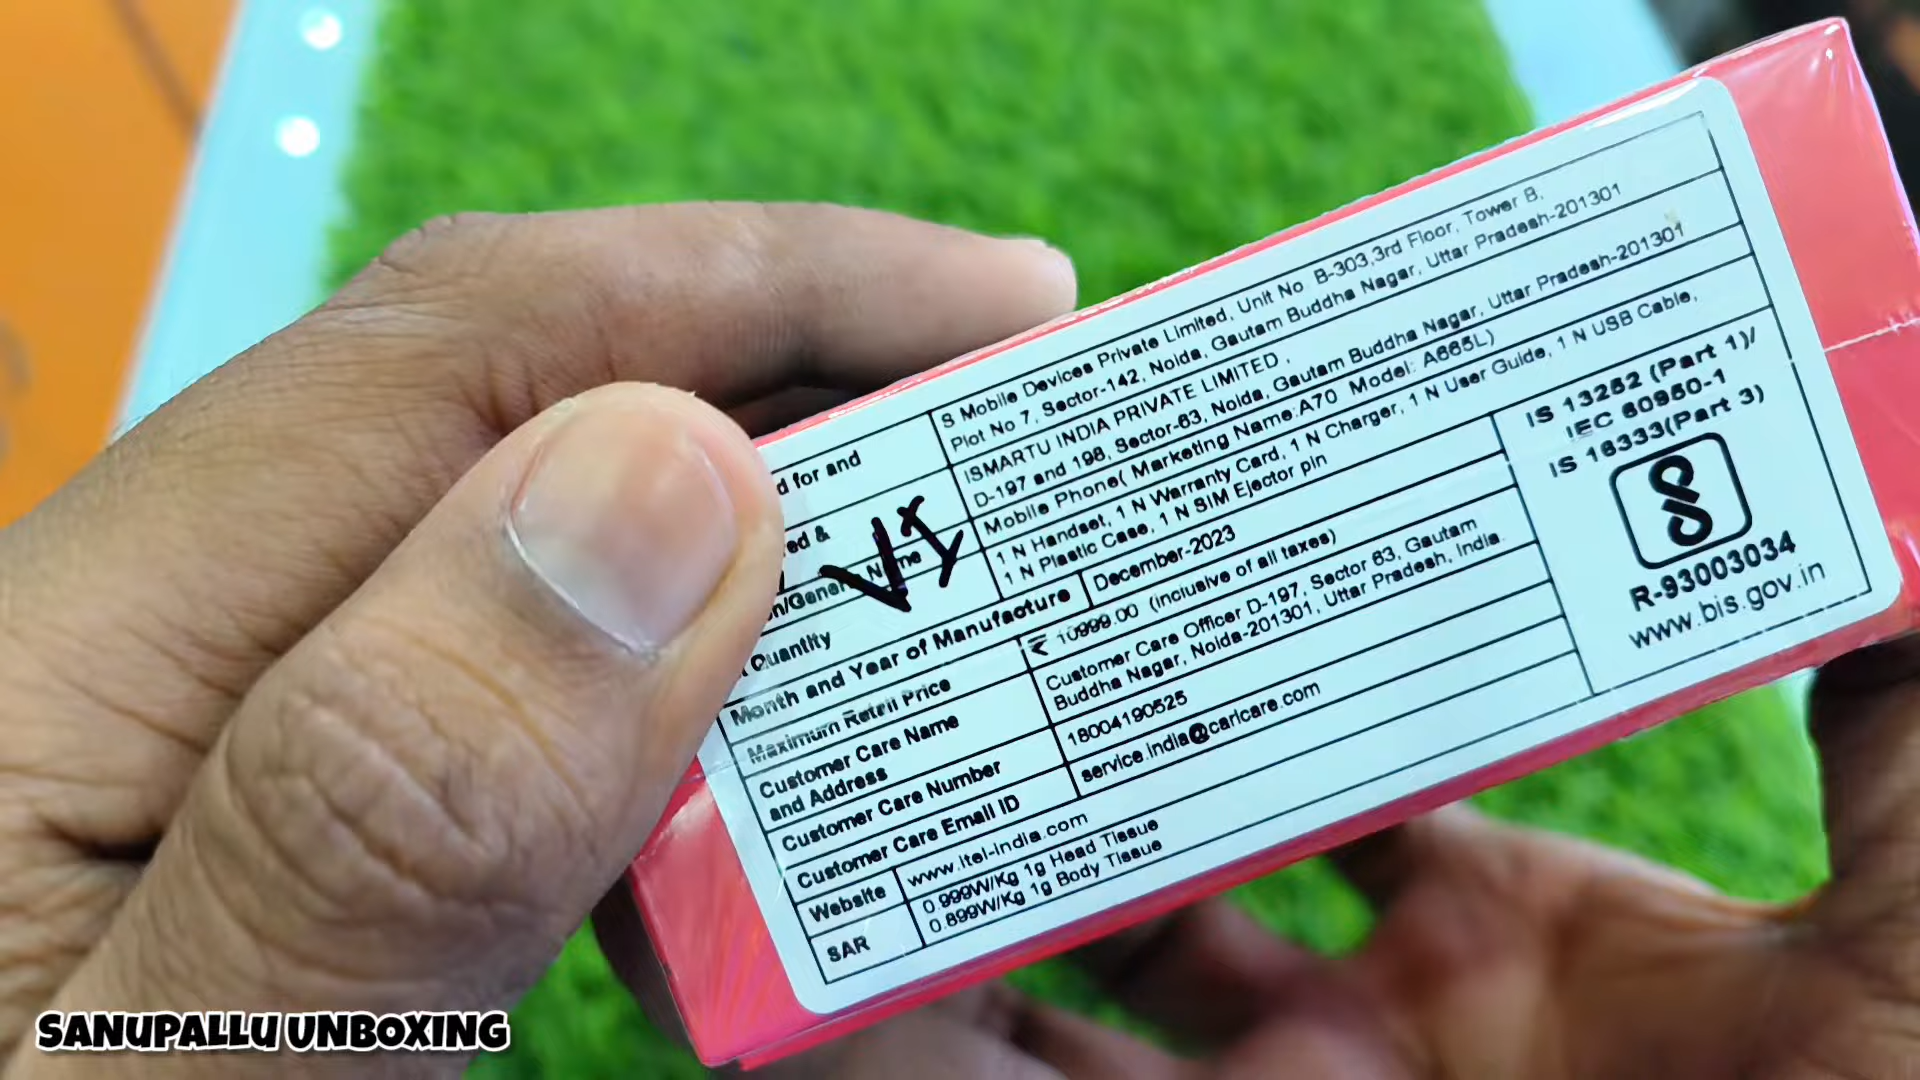 S Mobile Devices Private Limited, Unit No B-303,3rd Floor, Tower B,
Plot No 7, Sector-142, Noida, Gautam Buddha Nagar, Uttar Pradesh-201301
d for and
ISMARTU INDIA PRIVATE LIMITED ,
D-197 and 198, Sector-63, Noida, Gautam Buddha Nagar, Uttar Pradesh-201301
ed &
Mobile Phone( Marketing Name:A70 Model: A665L)
n/Generic Name
VI
1 N Handset, 1 N Warranty Card, 1 N Charger, 1 N User Guide, 1 N USB Cable,
1 N Plastic Case, 1 N SIM Ejector pin
Quantity
Month and Year of Manufacture December-2023
Maximum Retail Price ₹ 10999.00 (inclusive of all taxes)
Customer Care Name
and Address
Customer Care Officer D-197, Sector 63, Gautam
Buddha Nagar, Noida-201301, Uttar Pradesh, India.
Customer Care Number 18004190525
Customer Care Email ID service.india@carlcare.com
Website www.itel-india.com
SAR 0.999W/Kg 1g Head Tissue
0.899W/Kg 1g Body Tissue
IS 13252 (Part 1)/
IEC 60950-1
IS 16333(Part 3)
R-93003034
www.bis.gov.in
SANUPALLU UNBOXING